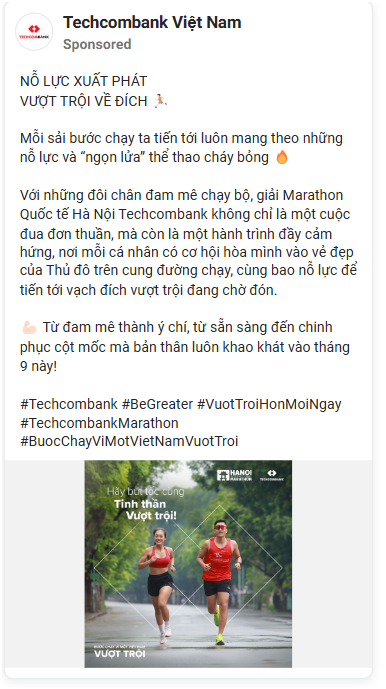 TECHCOMBANK
Techcombank Việt Nam
Sponsored
NỖ LỰC XUẤT PHÁT
VƯỢT TRỘI VỀ ĐÍCH 🏃🏻
Mỗi sải bước chạy ta tiến tới luôn mang theo những
nỗ lực và “ngọn lửa” thể thao cháy bỏng 🔥
Với những đôi chân đam mê chạy bộ, giải Marathon
Quốc tế Hà Nội Techcombank không chỉ là một cuộc
đua đơn thuần, mà còn là một hành trình đầy cảm
hứng, nơi mỗi cá nhân có cơ hội hòa mình vào vẻ đẹp
của Thủ đô trên cung đường chạy, cùng bao nỗ lực để
tiến tới vạch đích vượt trội đang chờ đón.
💪🏻 Từ đam mê thành ý chí, từ sẵn sàng đến chinh
phục cột mốc mà bản thân luôn khao khát vào tháng
9 này!
#Techcombank #BeGreater #VuotTroiHonMoiNgay
#TechcombankMarathon
#BuocChayViMotVietNamVuotTroi
HANOI
MARATHON
TECHCOMBANK
Hãy bứt tốc cùng
Tinh thần
Vượt trội!
BƯỚC CHẠY VÌ MỘT VIỆT NAM
VƯỢT TRỘI